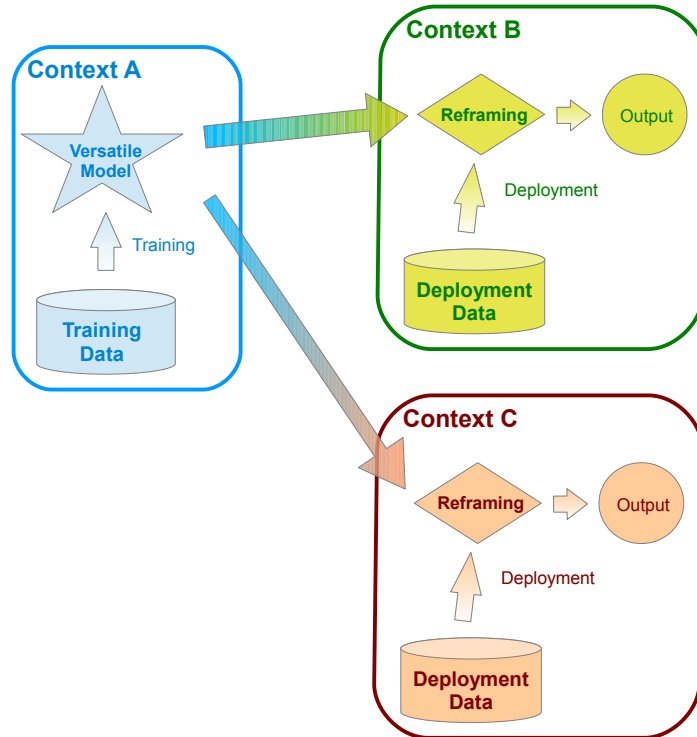 Context A
Versatile
Model
Training
Training
Data
Context B
Reframing
Output
Deployment
Deployment
Data
Context C
Reframing
Output
Deployment
Deployment
Data